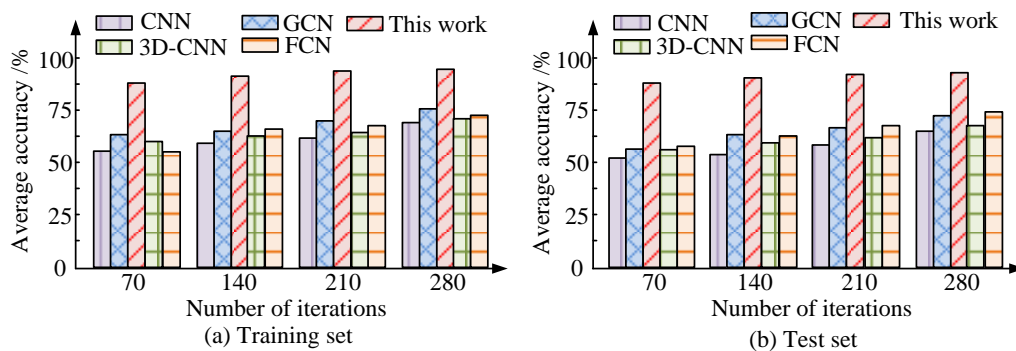 CNN GCN This work
3D-CNN FCN
Average accuracy /%
100
75
50
25
0
70 140 210 280
Number of iterations
(a) Training set
CNN GCN This work
3D-CNN FCN
Average accuracy /%
100
75
50
25
0
70 140 210 280
Number of iterations
(b) Test set